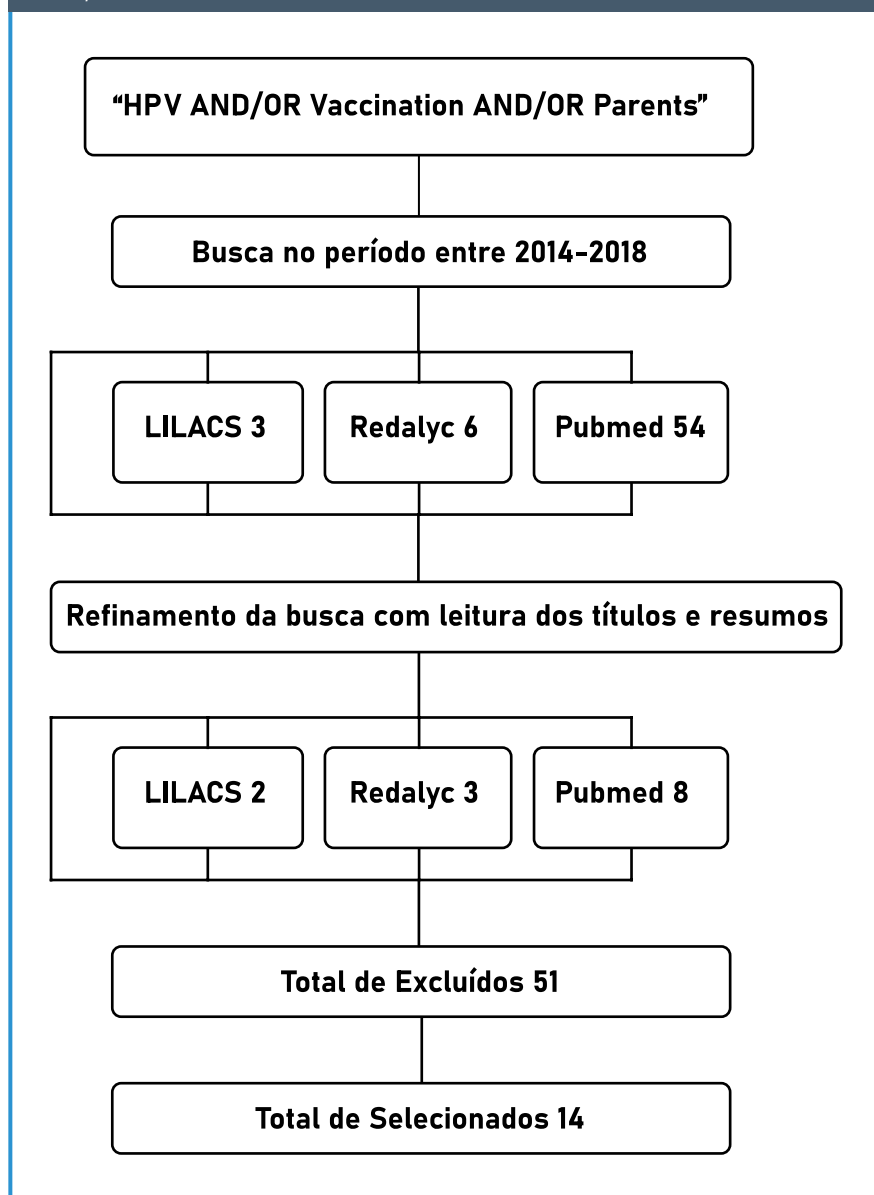 “HPV AND/OR Vaccination AND/OR Parents”
Busca no período entre 2014-2018
LILACS 3
Redalyc 6
Pubmed 54
Refinamento da busca com leitura dos títulos e resumos
LILACS 2
Redalyc 3
Pubmed 8
Total de Excluídos 51
Total de Selecionados 14